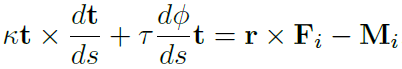 κt × dt/ds + τ dϕ/ds t = r × F_i − M_i